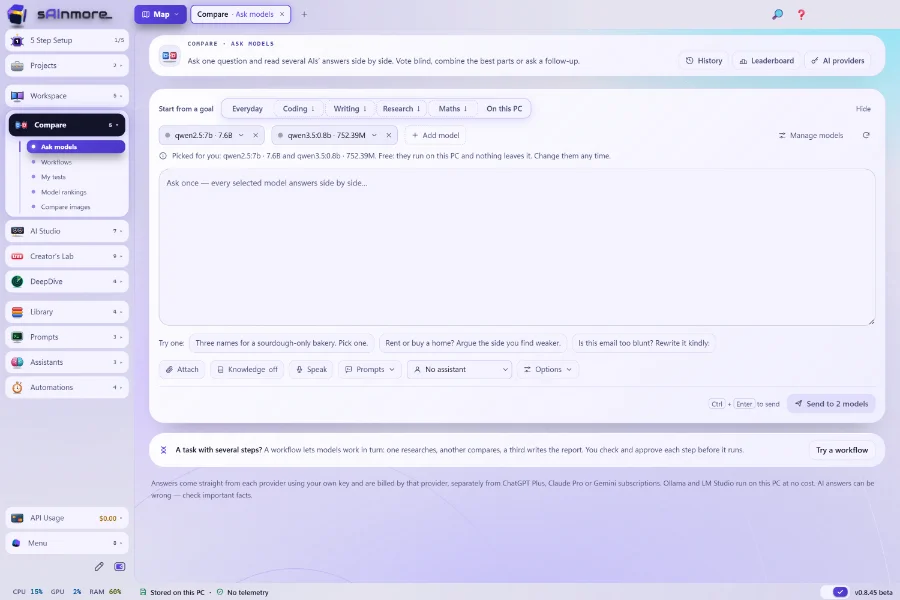 sAInmore_
5 Step Setup 1/5
Projects 2
Workspace 5
Compare 5
Ask models
Workflows
My tests
Model rankings
Compare images
AI Studio 7
Creator's Lab 9
DeepDive 4
Library 4
Prompts 3
Assistants 3
Automations 4
API Usage $0.00
Menu 8
CPU 15% GPU 2% RAM 60%
Map
Compare · Ask models × +
COMPARE · ASK MODELS
Ask one question and read several AIs' answers side by side. Vote blind, combine the best parts or ask a follow-up.
History Leaderboard AI providers
Start from a goal Everyday Coding ↓ Writing ↓ Research ↓ Maths ↓ On this PC Hide
qwen2.5:7b · 7.6B × qwen3.5:0.8b · 752.39M × + Add model Manage models
Picked for you: qwen2.5:7b · 7.6B and qwen3.5:0.8b · 752.39M. Free: they run on this PC and nothing leaves it. Change them any time.
Ask once — every selected model answers side by side...
Try one: Three names for a sourdough-only bakery. Pick one. Rent or buy a home? Argue the side you find weaker. Is this email too blunt? Rewrite it kindly:
Attach Knowledge off Speak Prompts No assistant Options
Ctrl + Enter to send Send to 2 models
A task with several steps? A workflow lets models work in turn: one researches, another compares, a third writes the report. You check and approve each step before it runs. Try a workflow
Answers come straight from each provider using your own key and are billed by that provider, separately from ChatGPT Plus, Claude Pro or Gemini subscriptions. Ollama and LM Studio run on this PC at no cost. AI answers can be
wrong — check important facts.
Stored on this PC · No telemetry
v0.8.45 beta